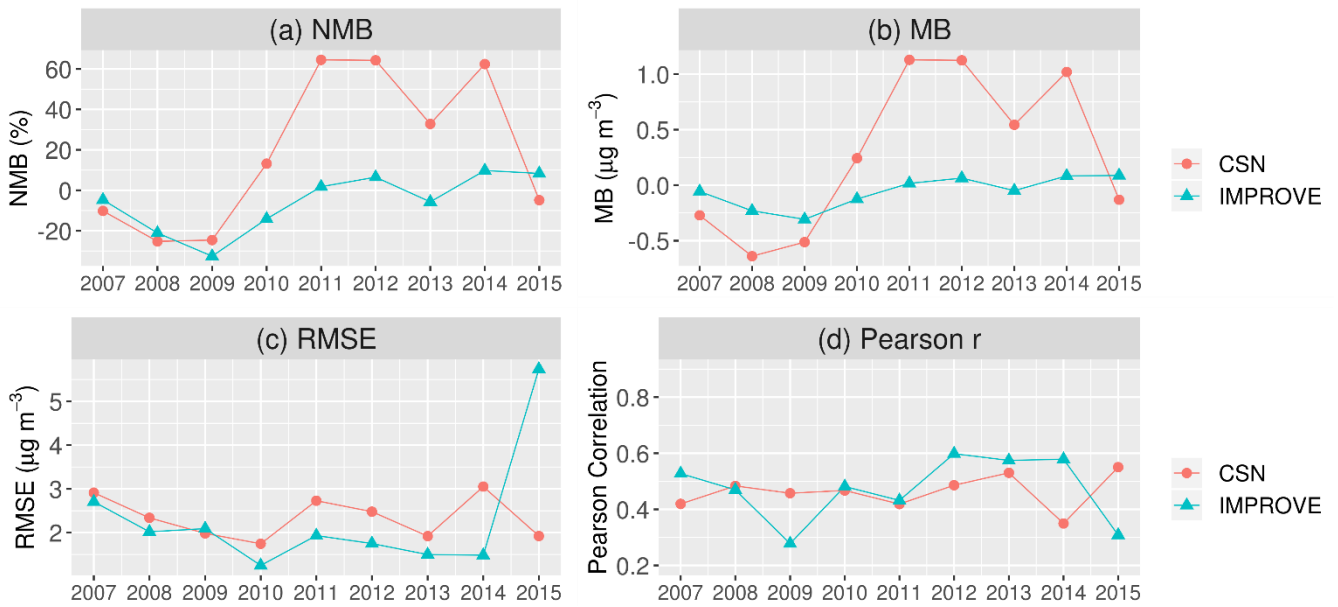 (a) NMB
NMB (%)
60
40
20
0
-20
2007 2008 2009 2010 2011 2012 2013 2014 2015
(b) MB
MB (µg m⁻³)
1.0
0.5
0.0
-0.5
2007 2008 2009 2010 2011 2012 2013 2014 2015
CSN
IMPROVE
(c) RMSE
RMSE (µg m⁻³)
5
4
3
2
2007 2008 2009 2010 2011 2012 2013 2014 2015
(d) Pearson r
Pearson Correlation
0.8
0.6
0.4
0.2
2007 2008 2009 2010 2011 2012 2013 2014 2015
CSN
IMPROVE